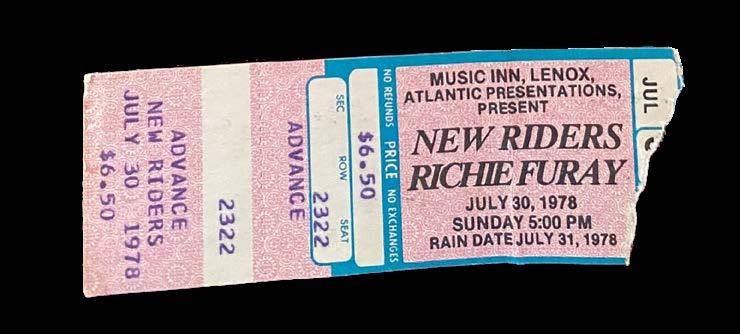 ADVANCE
NEW RIDERS
JULY 30 1978
$6.50
2322
ADVANCE
SEC ROW SEAT
2322
$6.50
NO REFUNDS PRICE NO EXCHANGES
MUSIC INN, LENOX,
ATLANTIC PRESENTATIONS,
PRESENT
NEW RIDERS
RICHIE FURAY
JULY 30, 1978
SUNDAY 5:00 PM
RAIN DATE JULY 31, 1978
JUL